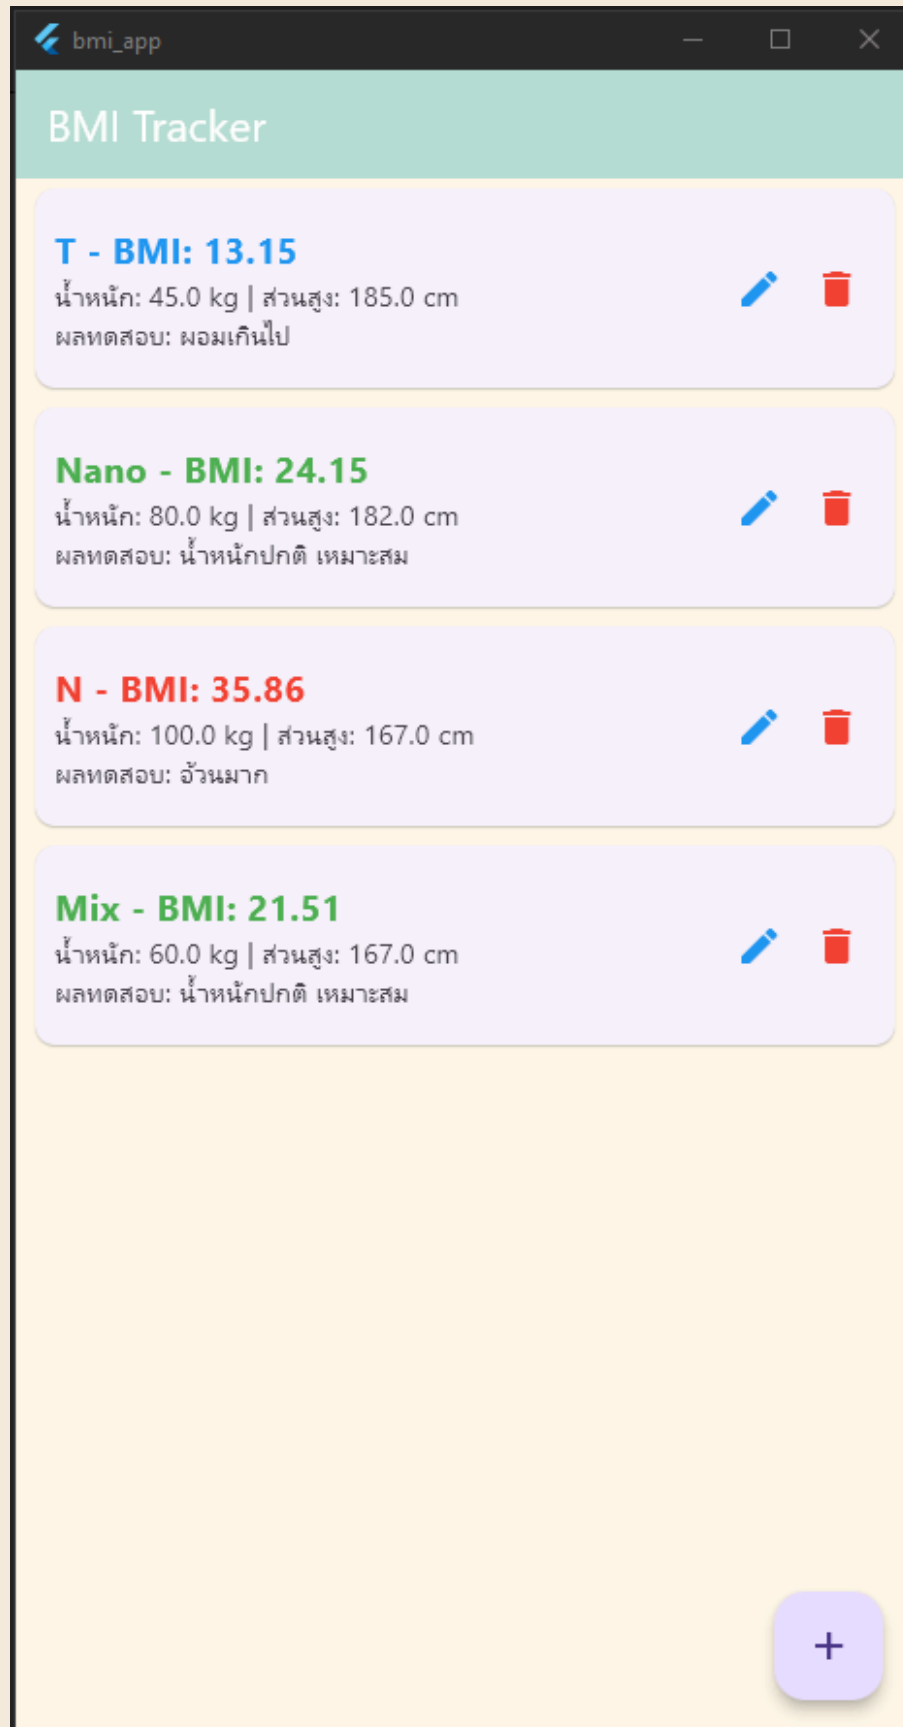 bmi_app
BMI Tracker
T - BMI: 13.15
น้ำหนัก: 45.0 kg | ส่วนสูง: 185.0 cm
ผลทดสอบ: ผอมเกินไป
Nano - BMI: 24.15
น้ำหนัก: 80.0 kg | ส่วนสูง: 182.0 cm
ผลทดสอบ: น้ำหนักปกติ เหมาะสม
N - BMI: 35.86
น้ำหนัก: 100.0 kg | ส่วนสูง: 167.0 cm
ผลทดสอบ: อ้วนมาก
Mix - BMI: 21.51
น้ำหนัก: 60.0 kg | ส่วนสูง: 167.0 cm
ผลทดสอบ: น้ำหนักปกติ เหมาะสม
+